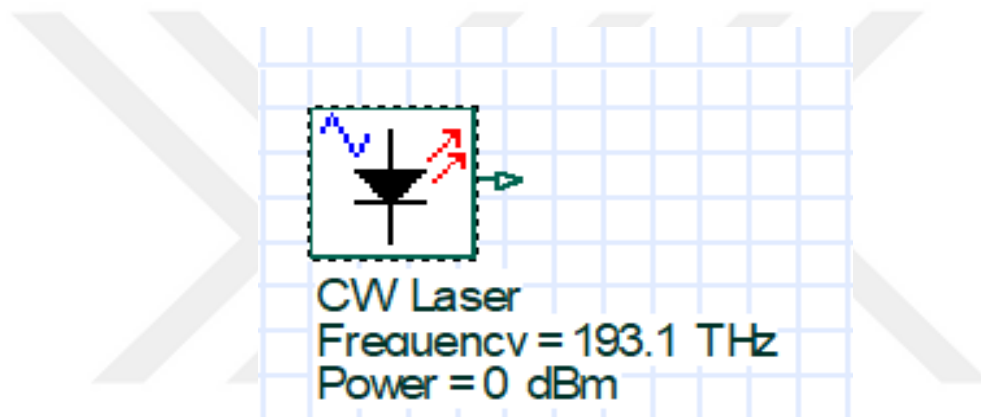 CW Laser
Frequency = 193.1 THz
Power = 0 dBm